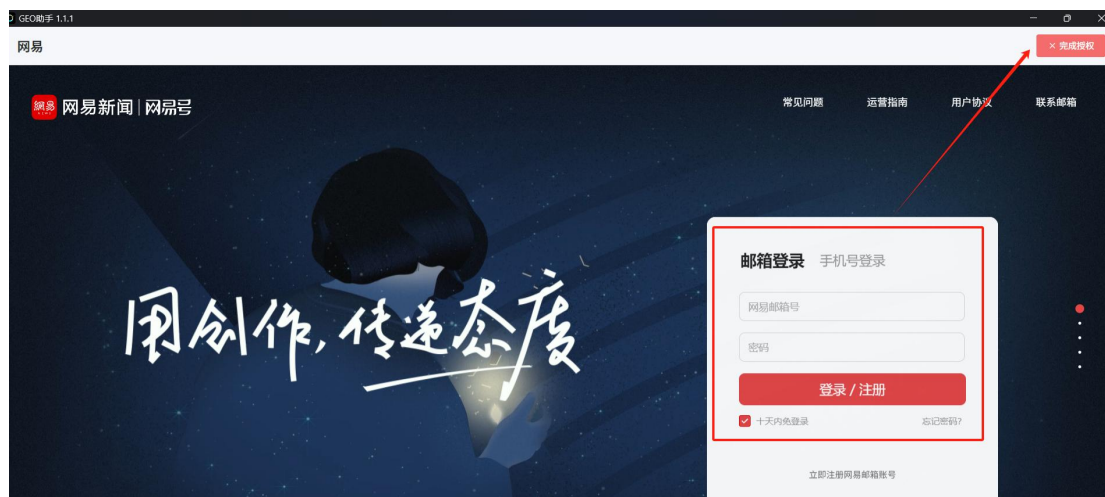 GEO助手 1.1.1
网易
× 完成授权
網易 网易新闻 | 网易号
常见问题 运营指南 用户协议 联系邮箱
用创作,传递态度
邮箱登录 手机号登录
网易邮箱号
密码
登录 / 注册
十天内免登录 忘记密码?
立即注册网易邮箱账号